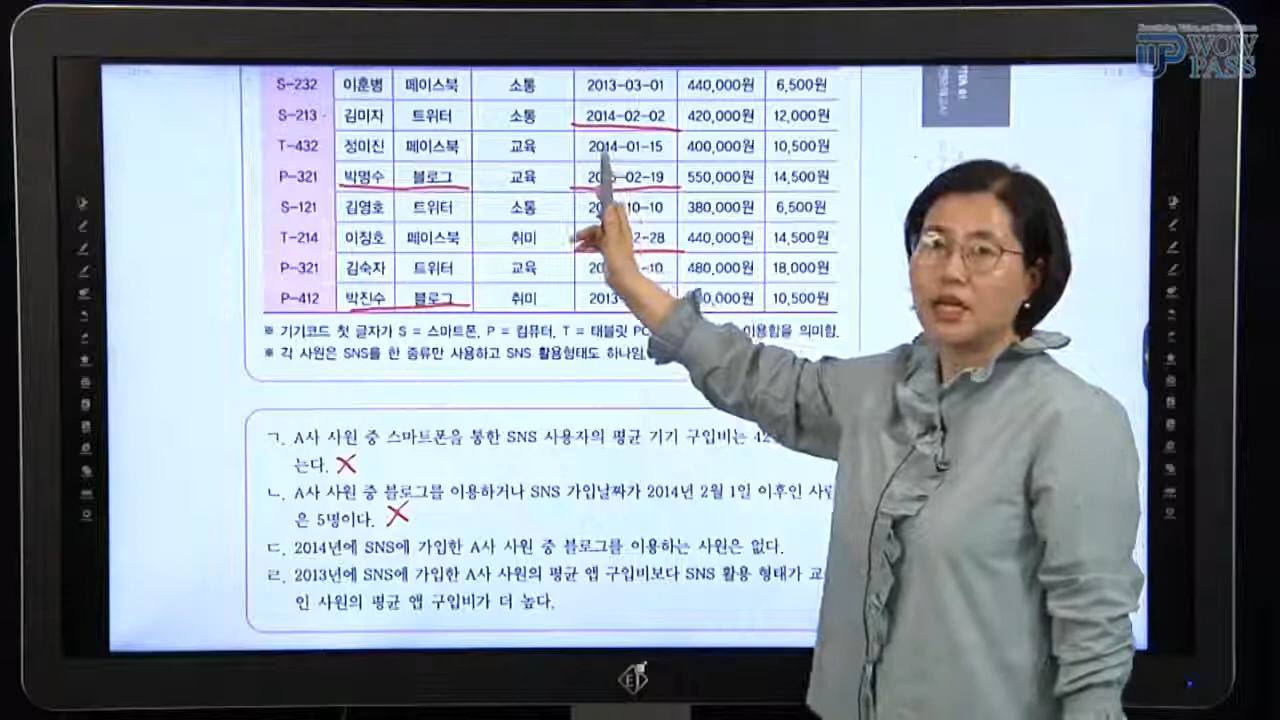 WOW PASS
S-232 이훈병 페이스북 소통 2013-03-01 440,000원 6,500원
S-213 김미자 트위터 소통 2014-02-02 420,000원 12,000원
T-432 정미진 페이스북 교육 2014-01-15 400,000원 10,500원
P-321 박명수 블로그 교육 02-19 550,000원 14,500원
S-121 김영호 트위터 소통 10-10 380,000원 6,500원
T-214 이정호 페이스북 취미 2-28 440,000원 14,500원
P-321 김숙자 트위터 교육 480,000원 18,000원
P-412 박진수 블로그 취미 2013- 0,000원 10,500원
※ 기기코드 첫 글자가 S = 스마트폰, P = 컴퓨터, T = 태블릿 PC 이용함을 의미함.
※ 각 사원은 SNS를 한 종류만 사용하고 SNS 활용형태도 하나임.
ㄱ. A사 사원 중 스마트폰을 통한 SNS 사용자의 평균 기기 구입비는 42
는다. X
ㄴ. A사 사원 중 블로그를 이용하거나 SNS 가입날짜가 2014년 2월 1일 이후인 사람
은 5명이다. X
ㄷ. 2014년에 SNS에 가입한 A사 사원 중 블로그를 이용하는 사원은 없다.
ㄹ. 2013년에 SNS에 가입한 A사 사원의 평균 앱 구입비보다 SNS 활용 형태가 교
인 사원의 평균 앱 구입비가 더 높다.